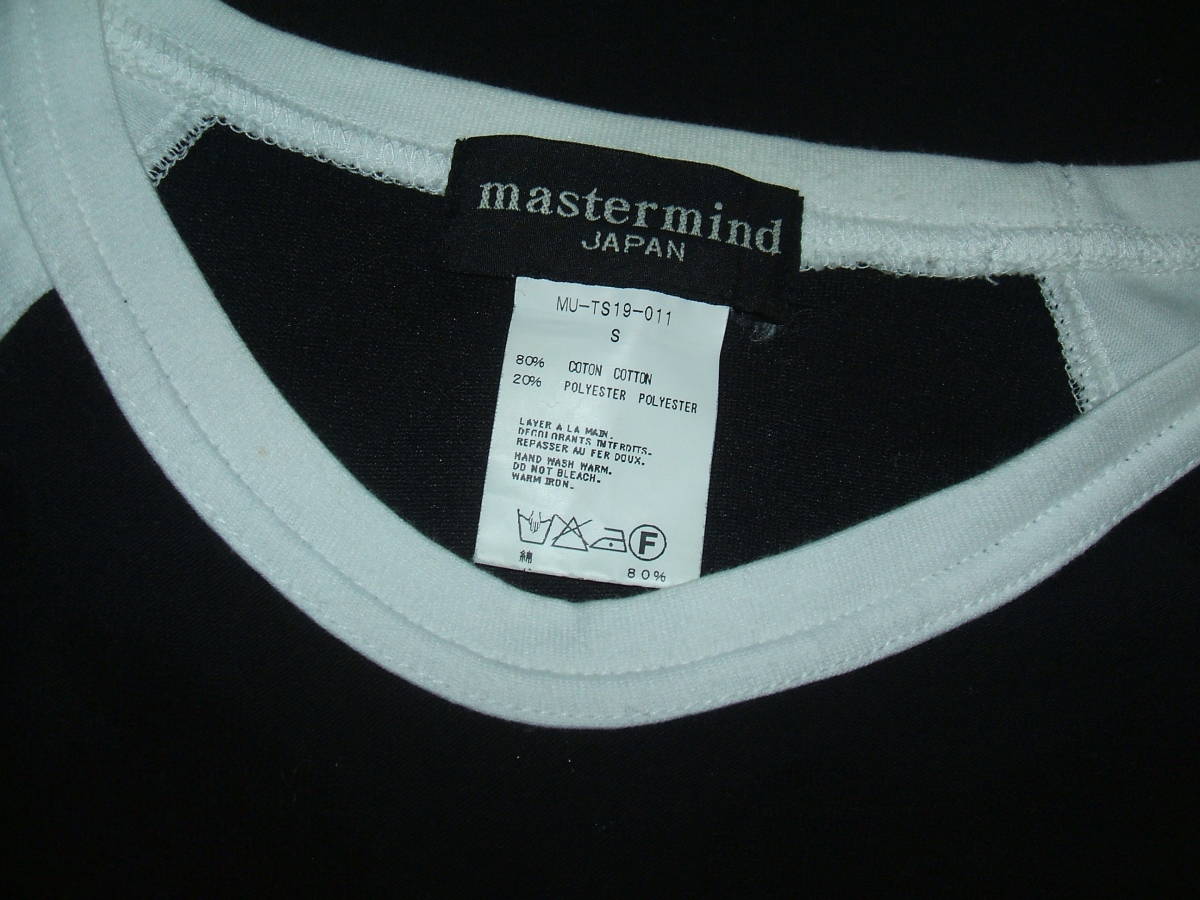 mastermind
JAPAN
MU-TS19-011
S
80% COTON COTTON
20% POLYESTER POLYESTER
LAYER A LA MAIN.
DECOLORANTS INTERDITS.
REPASSER AU FER DOUX.
HAND WASH WARM.
DO NOT BLEACH.
WARM IRON.
F
綿 80%